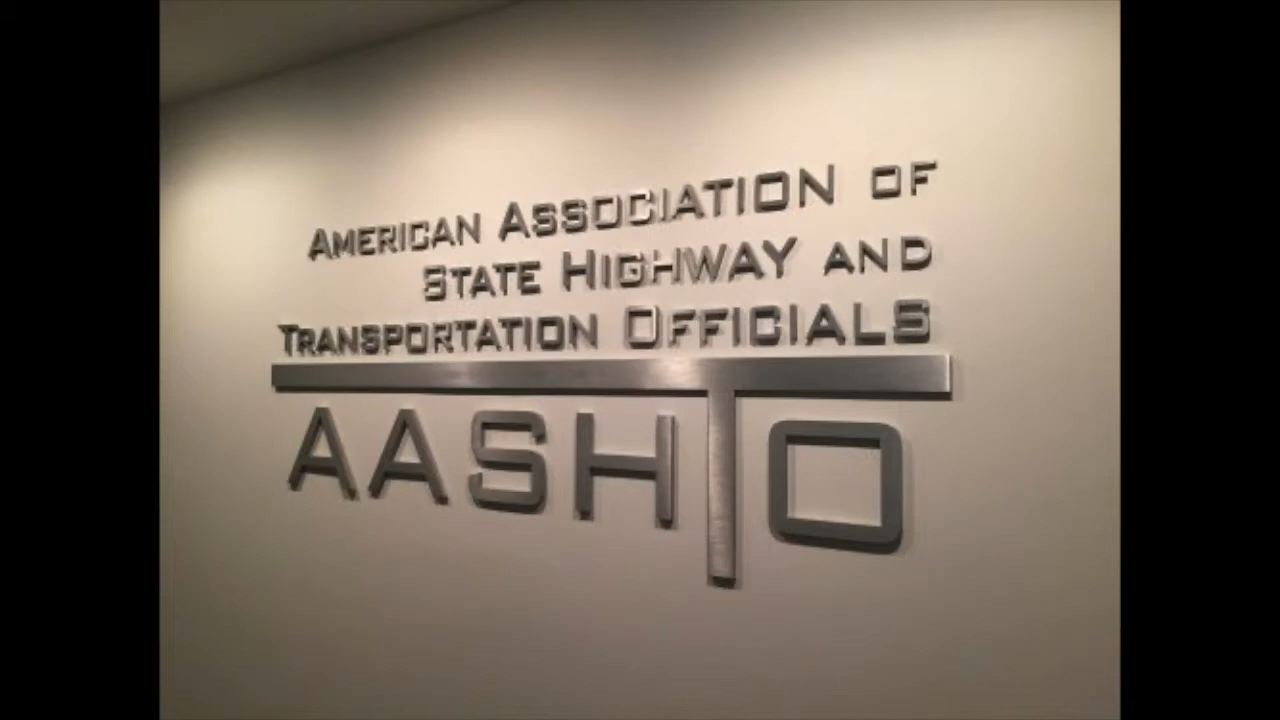 American Association of
State Highway and
Transportation Officials
AASHTO